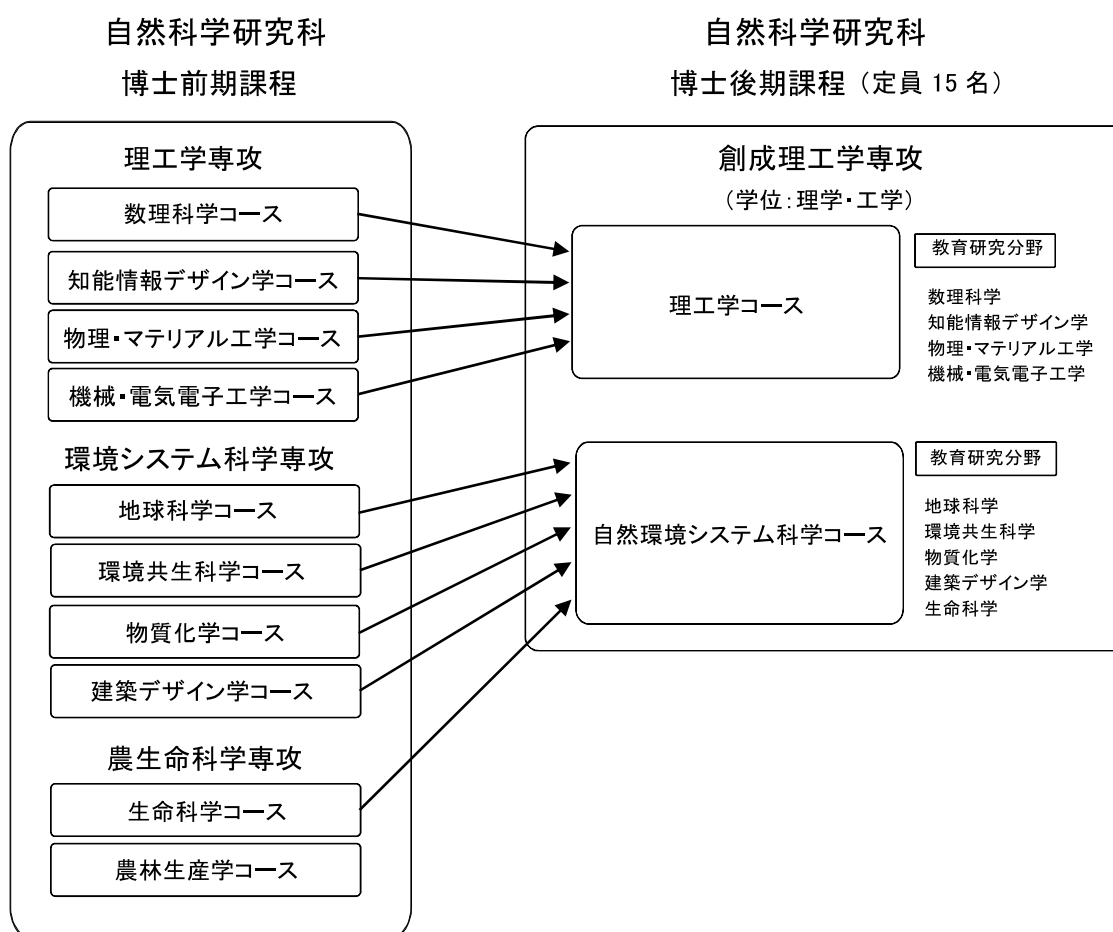 自然科学研究科
博士前期課程
理工学専攻
数理科学コース
知能情報デザイン学コース
物理・マテリアル工学コース
機械・電気電子工学コース
環境システム科学専攻
地球科学コース
環境共生科学コース
物質化学コース
建築デザイン学コース
農生命科学専攻
生命科学コース
農林生産学コース
自然科学研究科
博士後期課程（定員 15 名）
創成理工学専攻
（学位：理学・工学）
理工学コース
教育研究分野
数理科学
知能情報デザイン学
物理・マテリアル工学
機械・電気電子工学
自然環境システム科学コース
教育研究分野
地球科学
環境共生科学
物質化学
建築デザイン学
生命科学